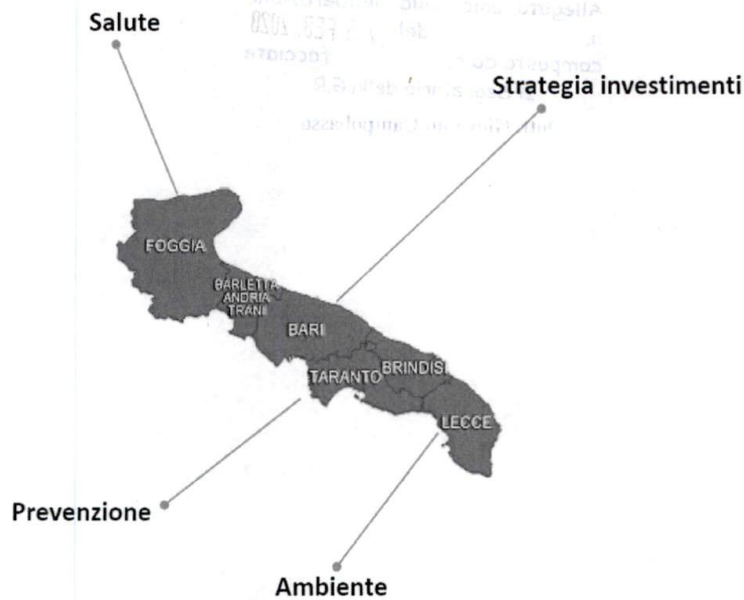 Salute
Strategia investimenti
FOGGIA
BARLETTA
ANDRIA
TRANI
BARI
TARANTO
BRINDISI
LECCE
Prevenzione
Ambiente